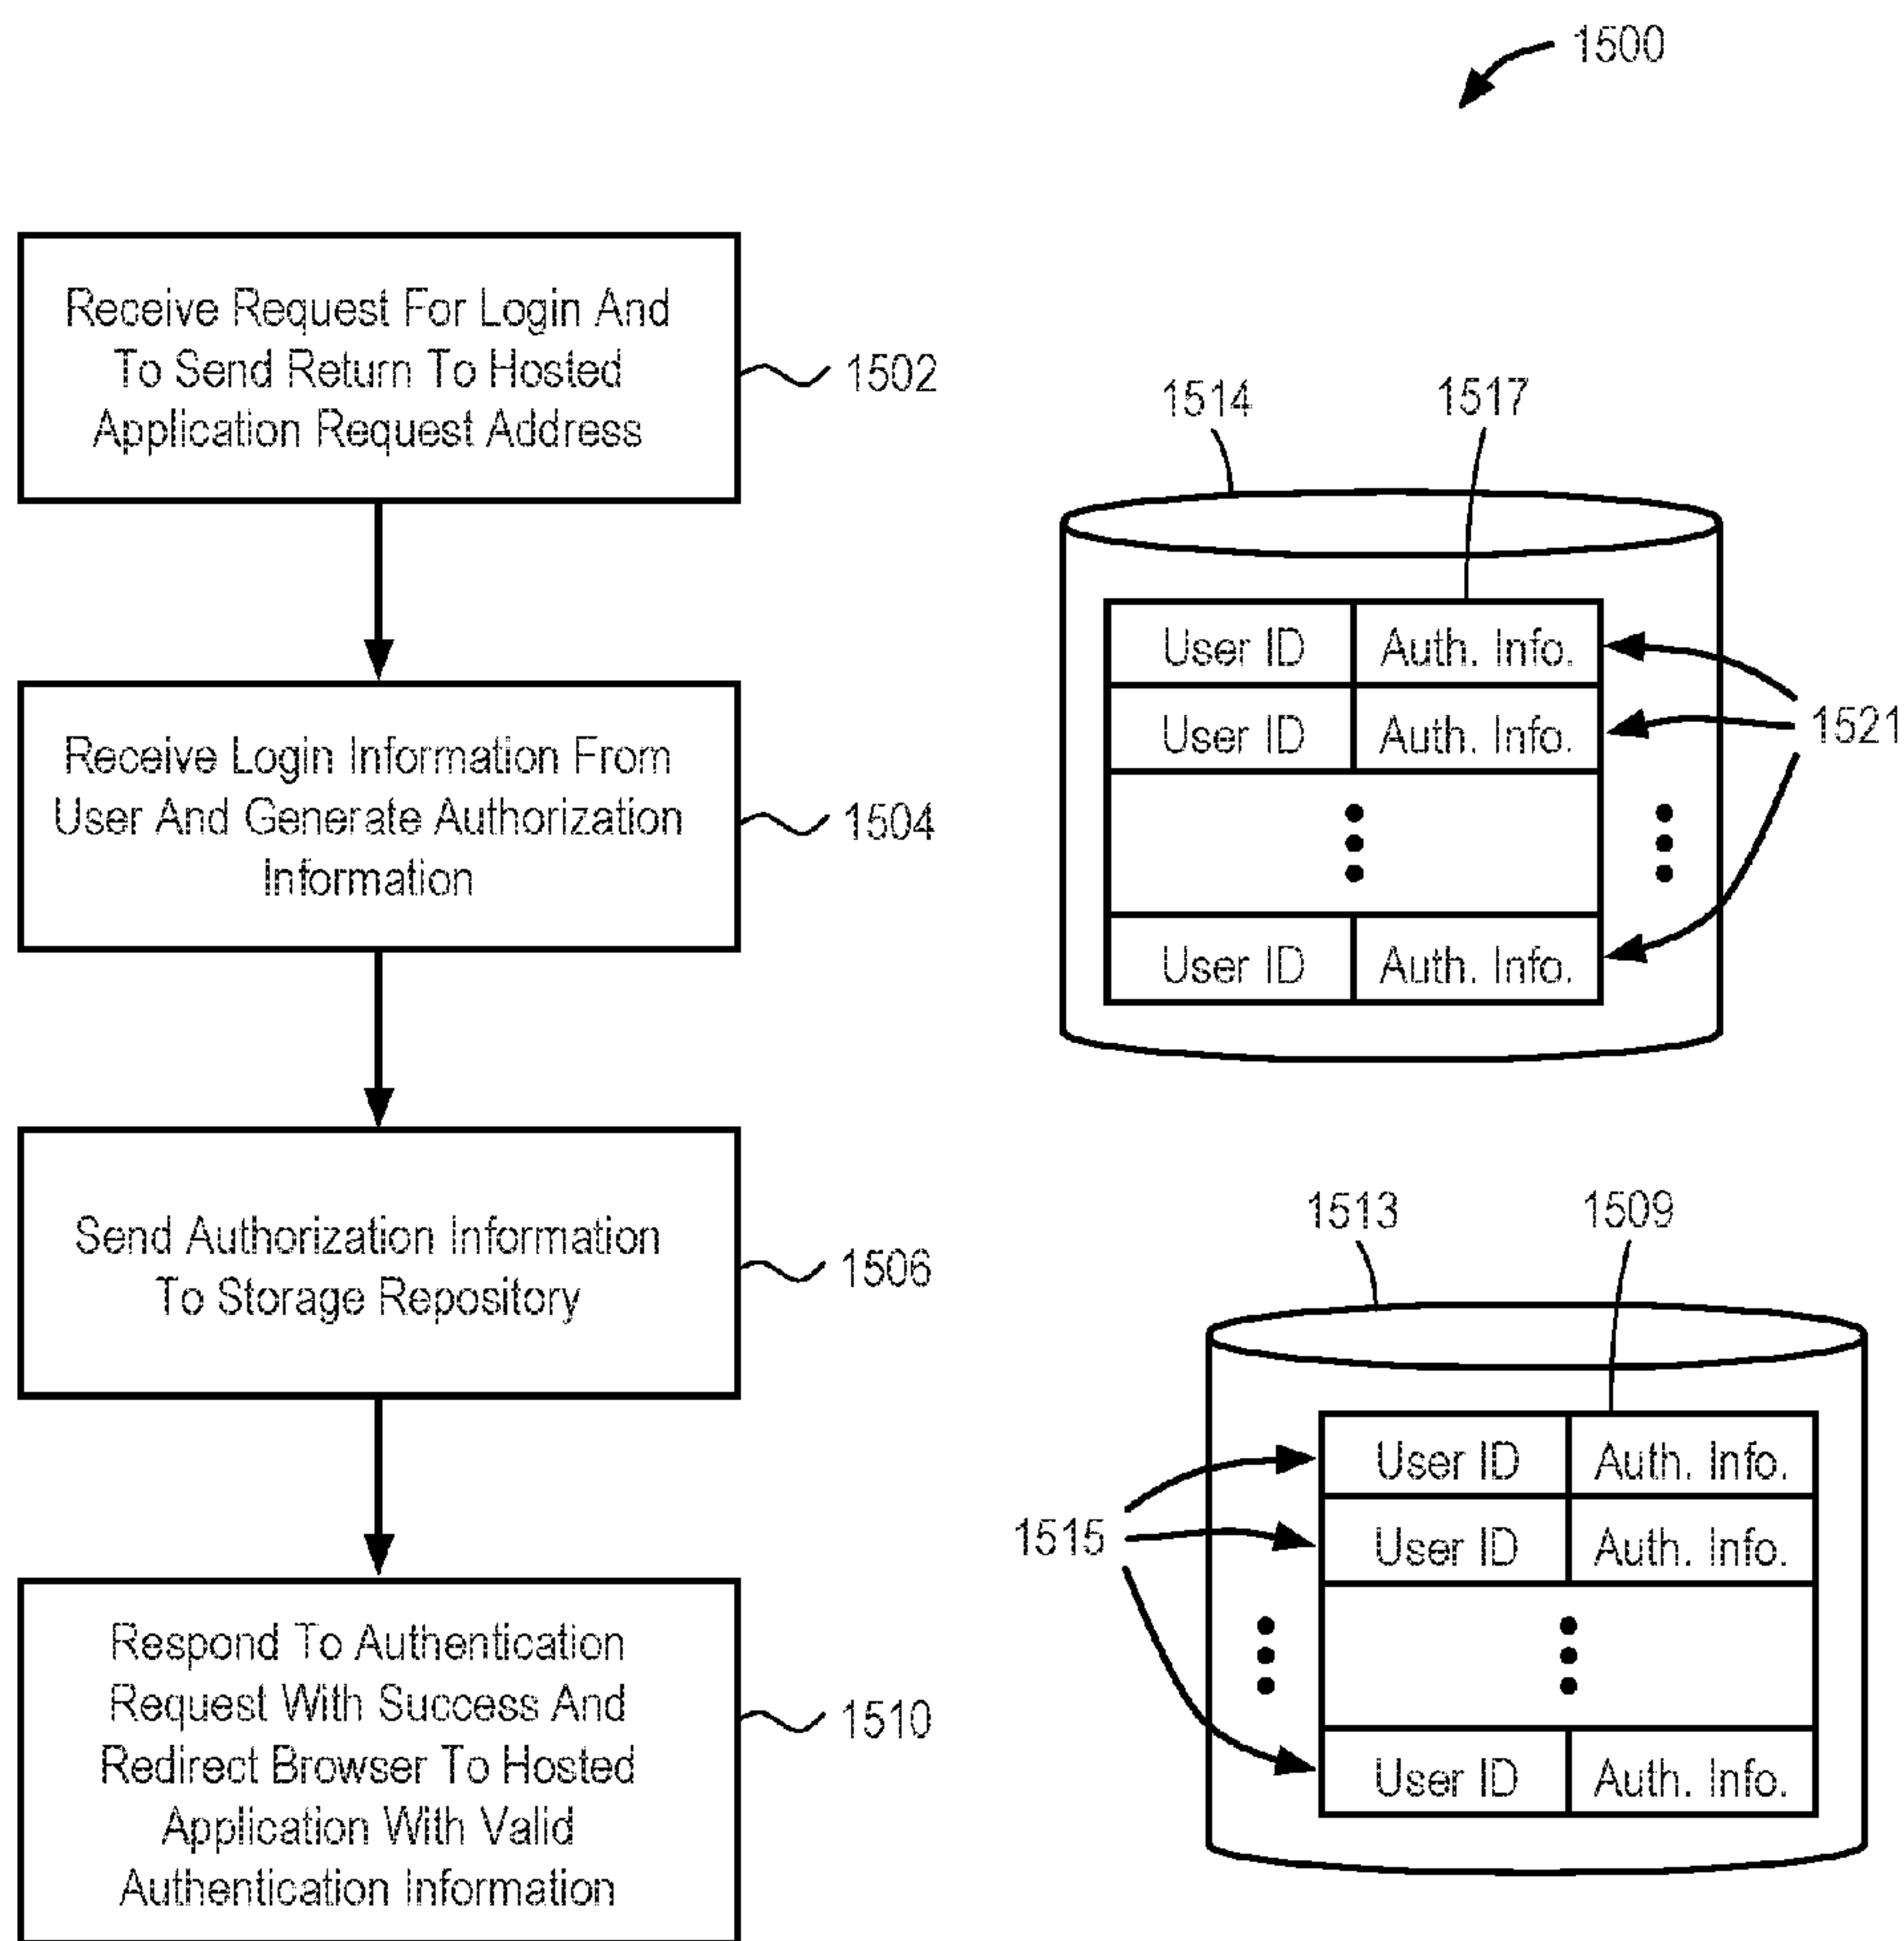 1500
Receive Request For Login And
To Send Return To Hosted
Application Request Address
1502
Receive Login Information From
User And Generate Authorization
Information
1504
Send Authorization Information
To Storage Repository
1506
Respond To Authentication
Request With Success And
Redirect Browser To Hosted
Application With Valid
Authentication Information
1510
1514
1517
User ID Auth. Info.
User ID Auth. Info.
User ID Auth. Info.
1521
1513
1509
User ID Auth. Info.
User ID Auth. Info.
User ID Auth. Info.
1515